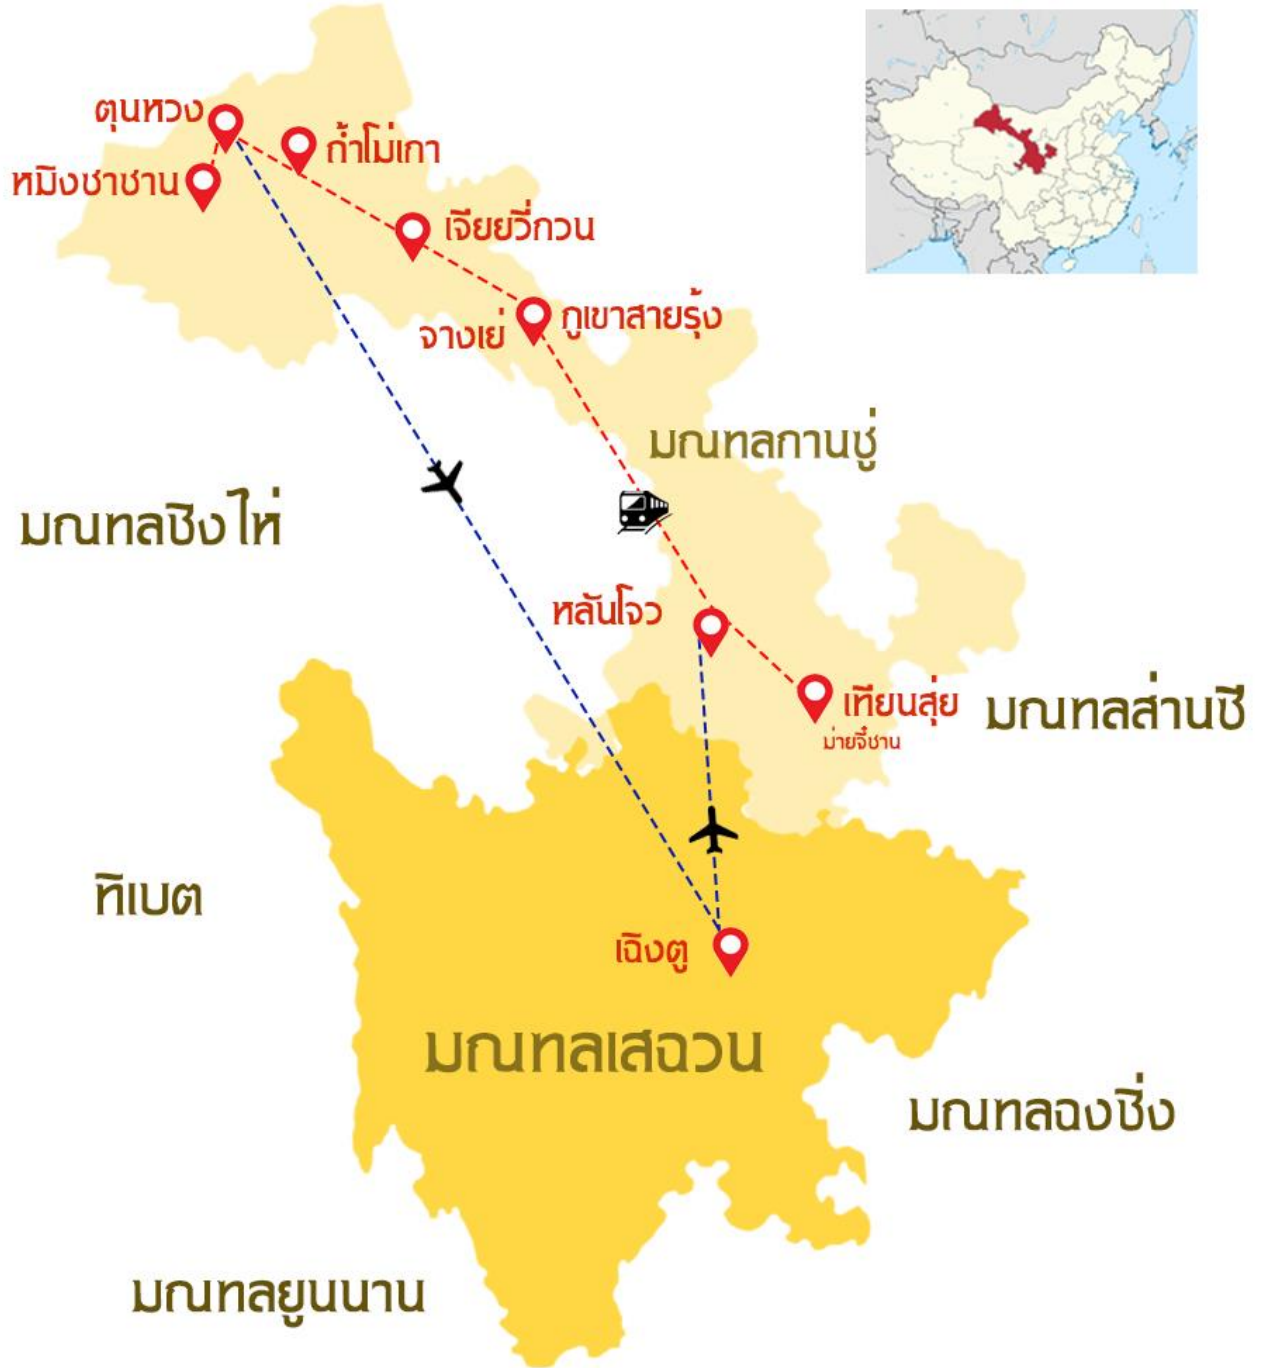 ตุนหวง
ถ้ำโม่เกา
หมิงชาชาน
เจียยวี่กวน
ภูเขาสายรุ้ง
จางเย่
มณฑลกานซู่
มณฑลชิงไห่
หลันโจว
เทียนสุ่ย
ม่ายจี๋ซาน
มณฑลส่านซี
ทิเบต
เฉิงตู
มณฑลเสฉวน
มณฑลฉงชิ่ง
มณฑลยูนนาน